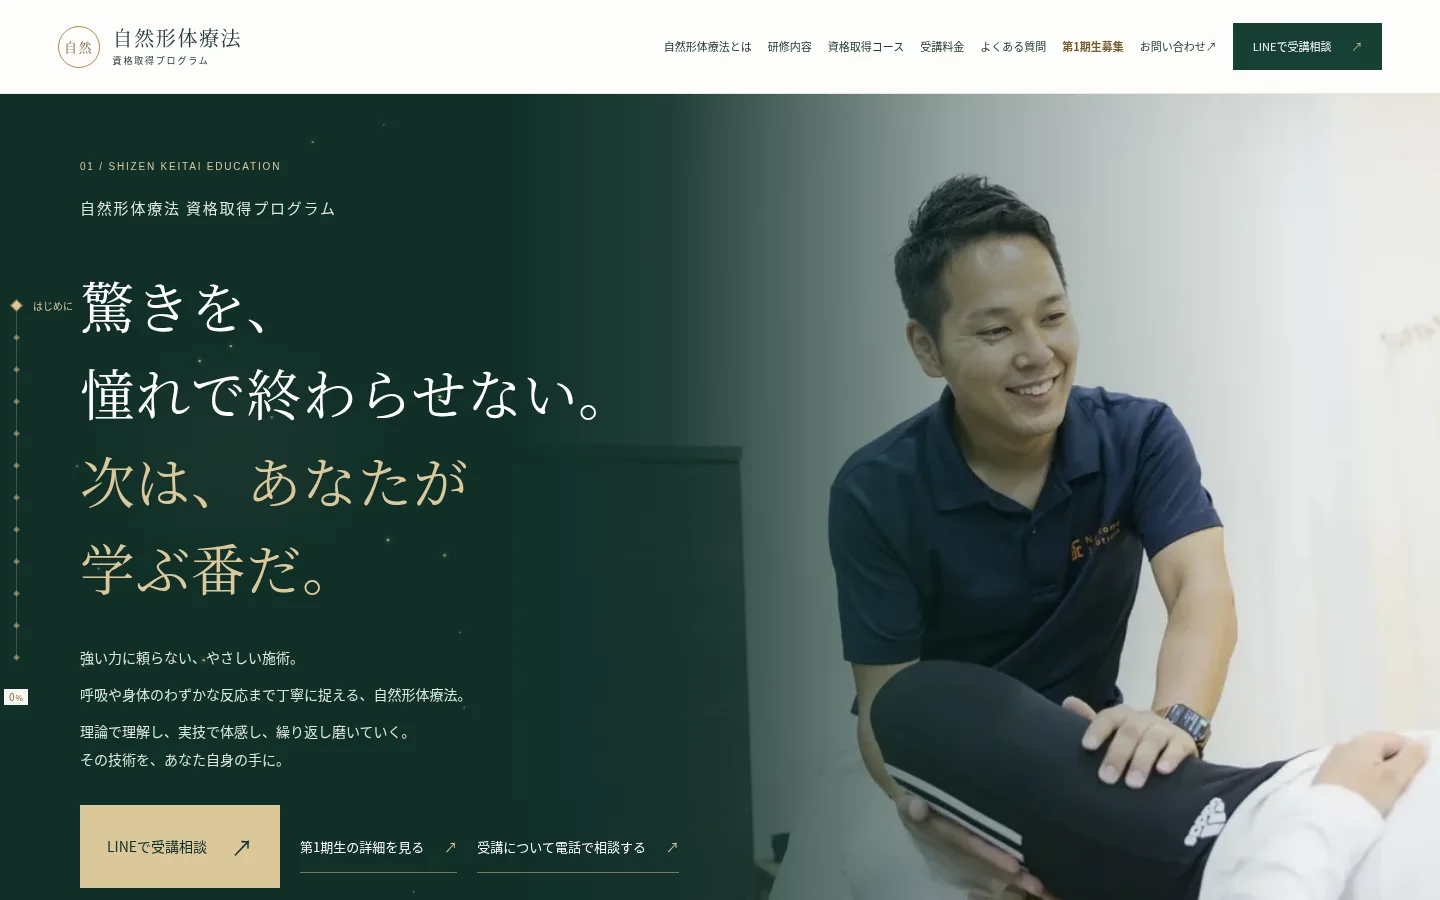 自然
自然形体療法
資格取得プログラム
自然形体療法とは
研修内容
資格取得コース
受講料金
よくある質問
第1期生募集
お問い合わせ↗
LINEで受講相談 ↗
01 / SHIZEN KEITAI EDUCATION
自然形体療法 資格取得プログラム
はじめに
驚きを、
憧れで終わらせない。
次は、あなたが
学ぶ番だ。
強い力に頼らない、やさしい施術。
呼吸や身体のわずかな反応まで丁寧に捉える、自然形体療法。
0%
理論で理解し、実技で体感し、繰り返し磨いていく。
その技術を、あなた自身の手に。
LINEで受講相談 ↗
第1期生の詳細を見る ↗
受講について電話で相談する ↗
adidas